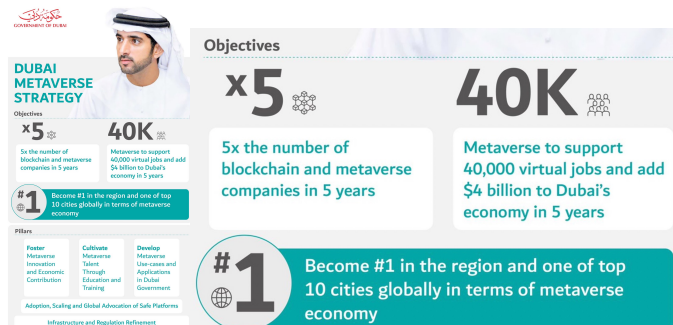 حكومة دبي
GOVERNMENT OF DUBAI
DUBAI
METAVERSE
STRATEGY
Objectives
x5
5x the number of
blockchain and metaverse
companies in 5 years
40K
Metaverse to support
40,000 virtual jobs and add
$4 billion to Dubai's
economy in 5 years
#1
Become #1 in the region and one of top
10 cities globally in terms of metaverse
economy
Pillars
Foster
Metaverse
Innovation
and Economic
Contribution
Cultivate
Metaverse
Talent
Through
Education and
Training
Develop
Metaverse
Use-cases and
Applications
in Dubai
Government
Adoption, Scaling and Global Advocation of Safe Platforms
Infrastructure and Regulation Refinement
Objectives
x5
5x the number of
blockchain and metaverse
companies in 5 years
40K
Metaverse to support
40,000 virtual jobs and add
$4 billion to Dubai's
economy in 5 years
#1
Become #1 in the region and one of top
10 cities globally in terms of metaverse
economy